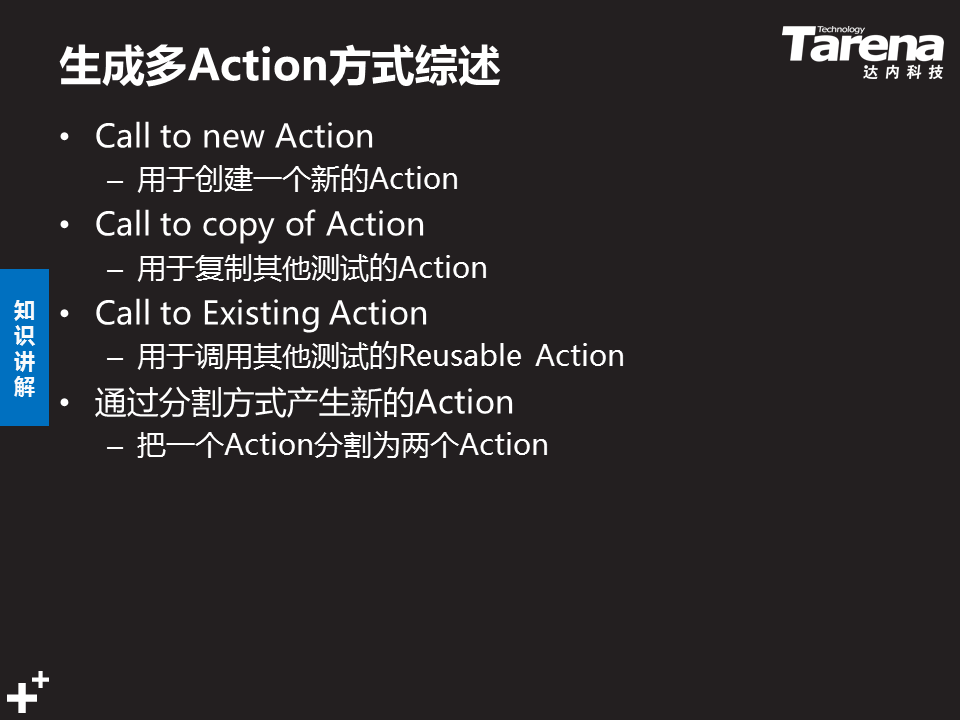 生成多Action方式综述
Technology
Tarena
达内科技
• Call to new Action
– 用于创建一个新的Action
• Call to copy of Action
– 用于复制其他测试的Action
• Call to Existing Action
– 用于调用其他测试的Reusable Action
• 通过分割方式产生新的Action
– 把一个Action分割为两个Action
知
识
讲
解